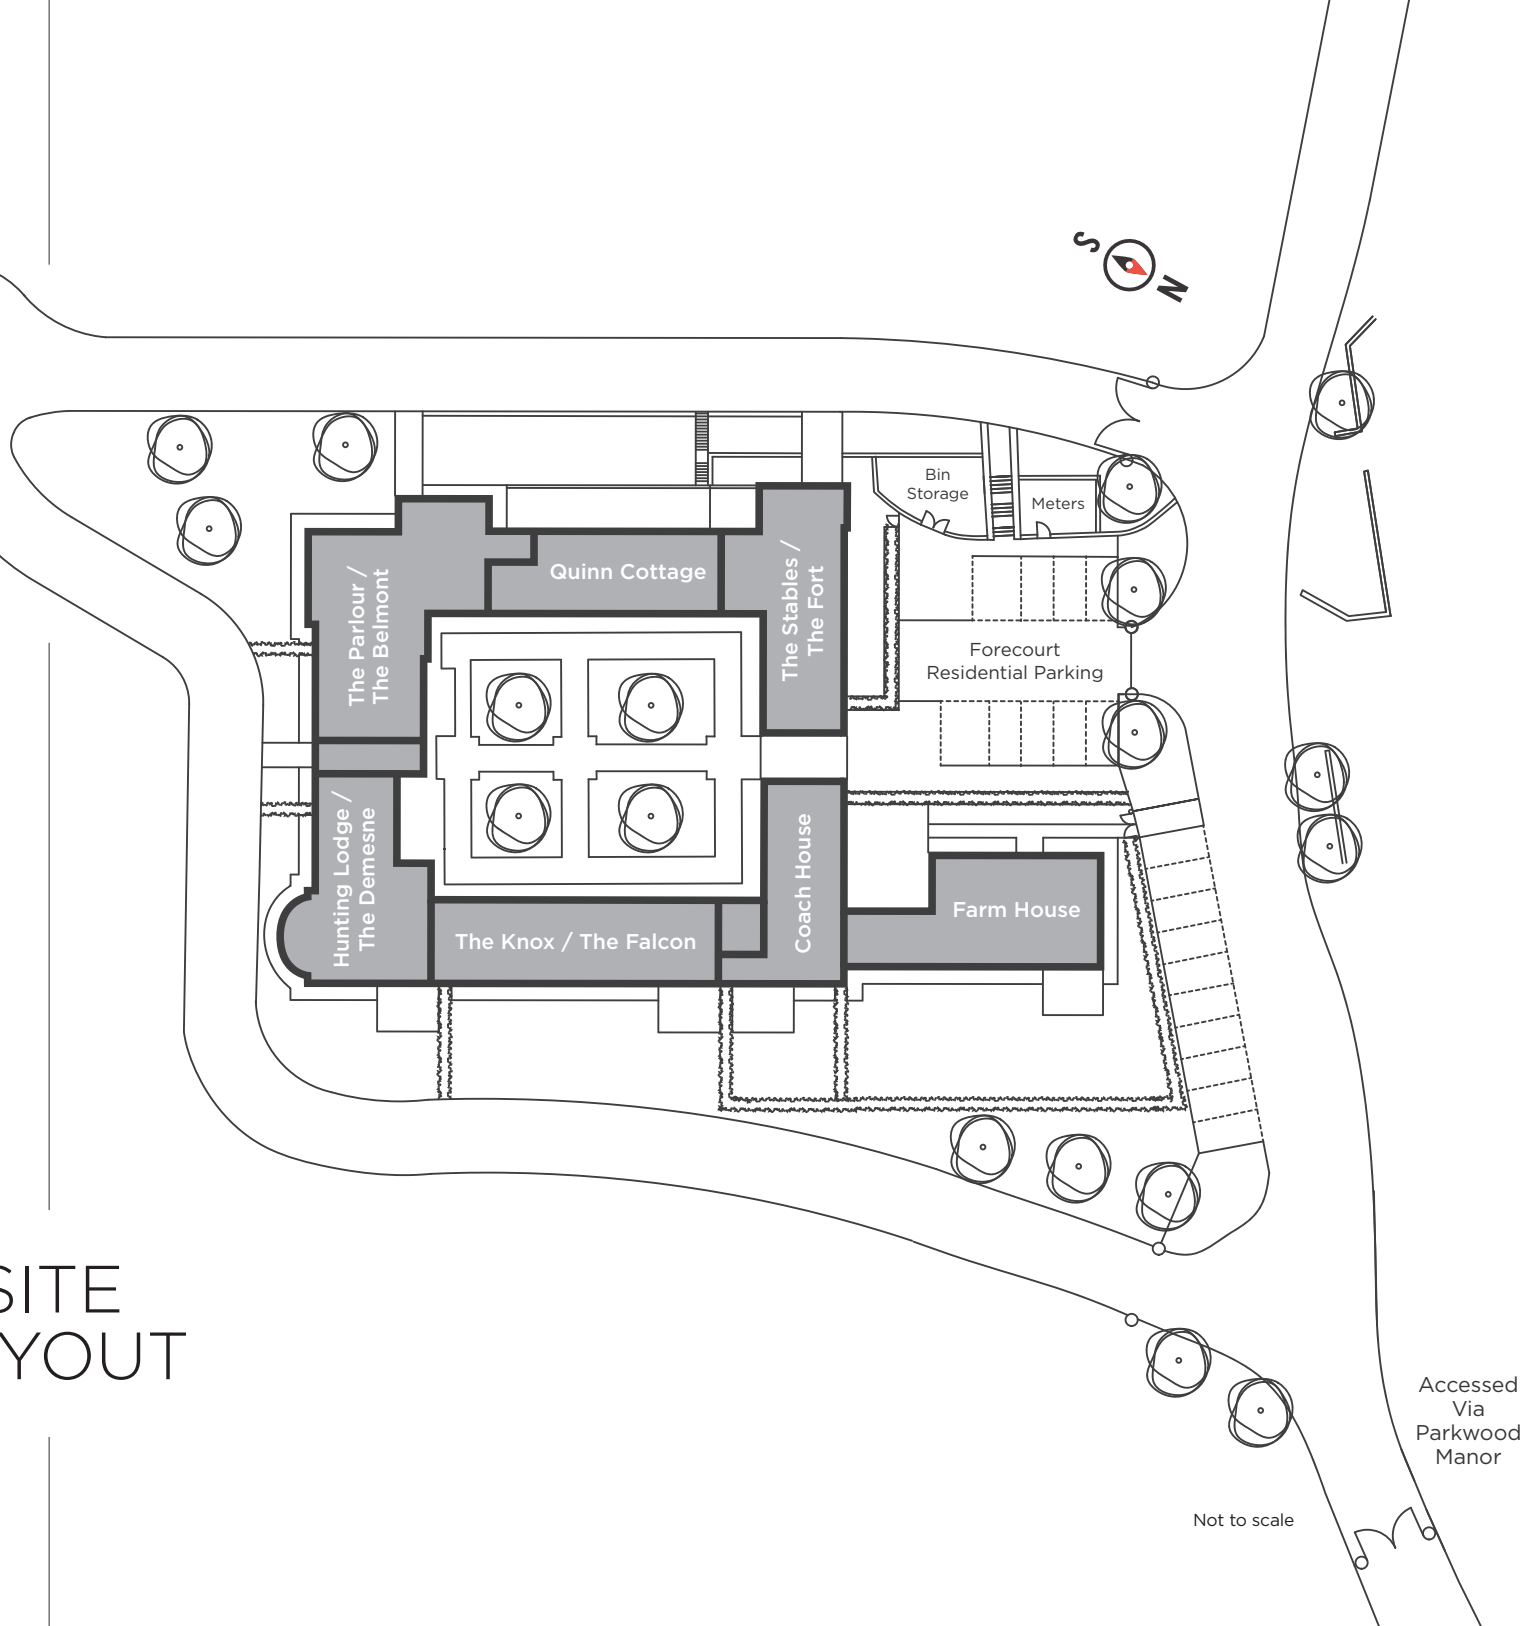 S
N
Bin
Storage
Meters
Quinn Cottage
The Parlour /
The Belmont
The Stables /
The Fort
Forecourt
Residential Parking
Hunting Lodge /
The Demesne
Coach House
Farm House
The Knox / The Falcon
SITE
YOUT
Accessed
Via
Parkwood
Manor
Not to scale